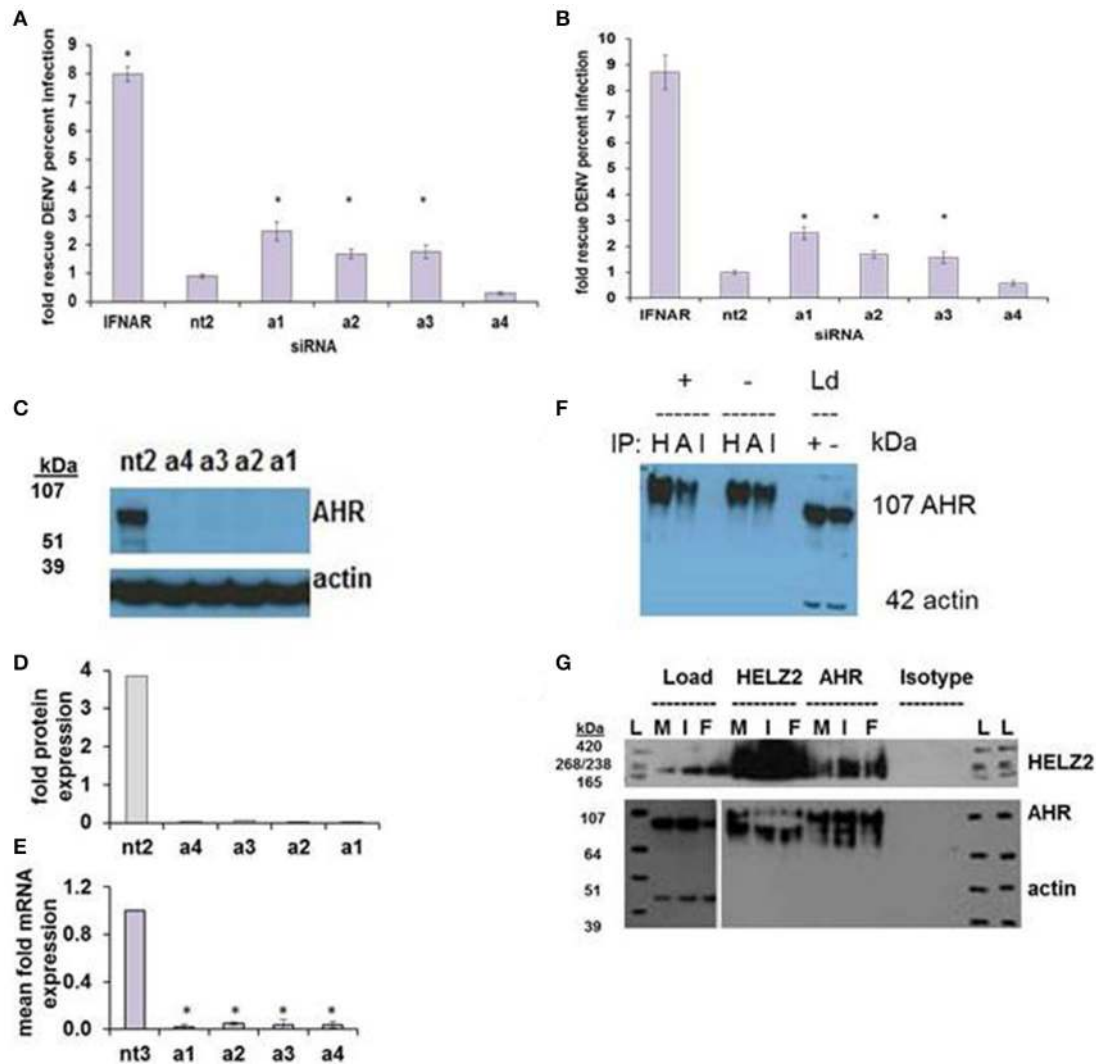 A
fold rescue DENV percent infection
9
8
7
6
5
4
3
2
1
0
*
*
*
*
IFNAR nt2 a1 a2 a3 a4
siRNA
B
fold rescue DENV percent infection
10
9
8
7
6
5
4
3
2
1
0
*
*
*
IFNAR nt2 a1 a2 a3 a4
siRNA
C
kDa nt2 a4 a3 a2 a1
107
AHR
51
39
actin
D
fold protein
expression
4
3
2
1
0
nt2 a4 a3 a2 a1
E
mean fold mRNA
expression
1.2
0.8
0.4
0.0
* * * *
nt3 a1 a2 a3 a4
F
+ - Ld
------ ------ ---
IP: H A I H A I + - kDa
107 AHR
42 actin
G
Load HELZ2 AHR Isotype
kDa L M I F M I F M I F L L
420
268/238 HELZ2
165
107 AHR
64
51 actin
39